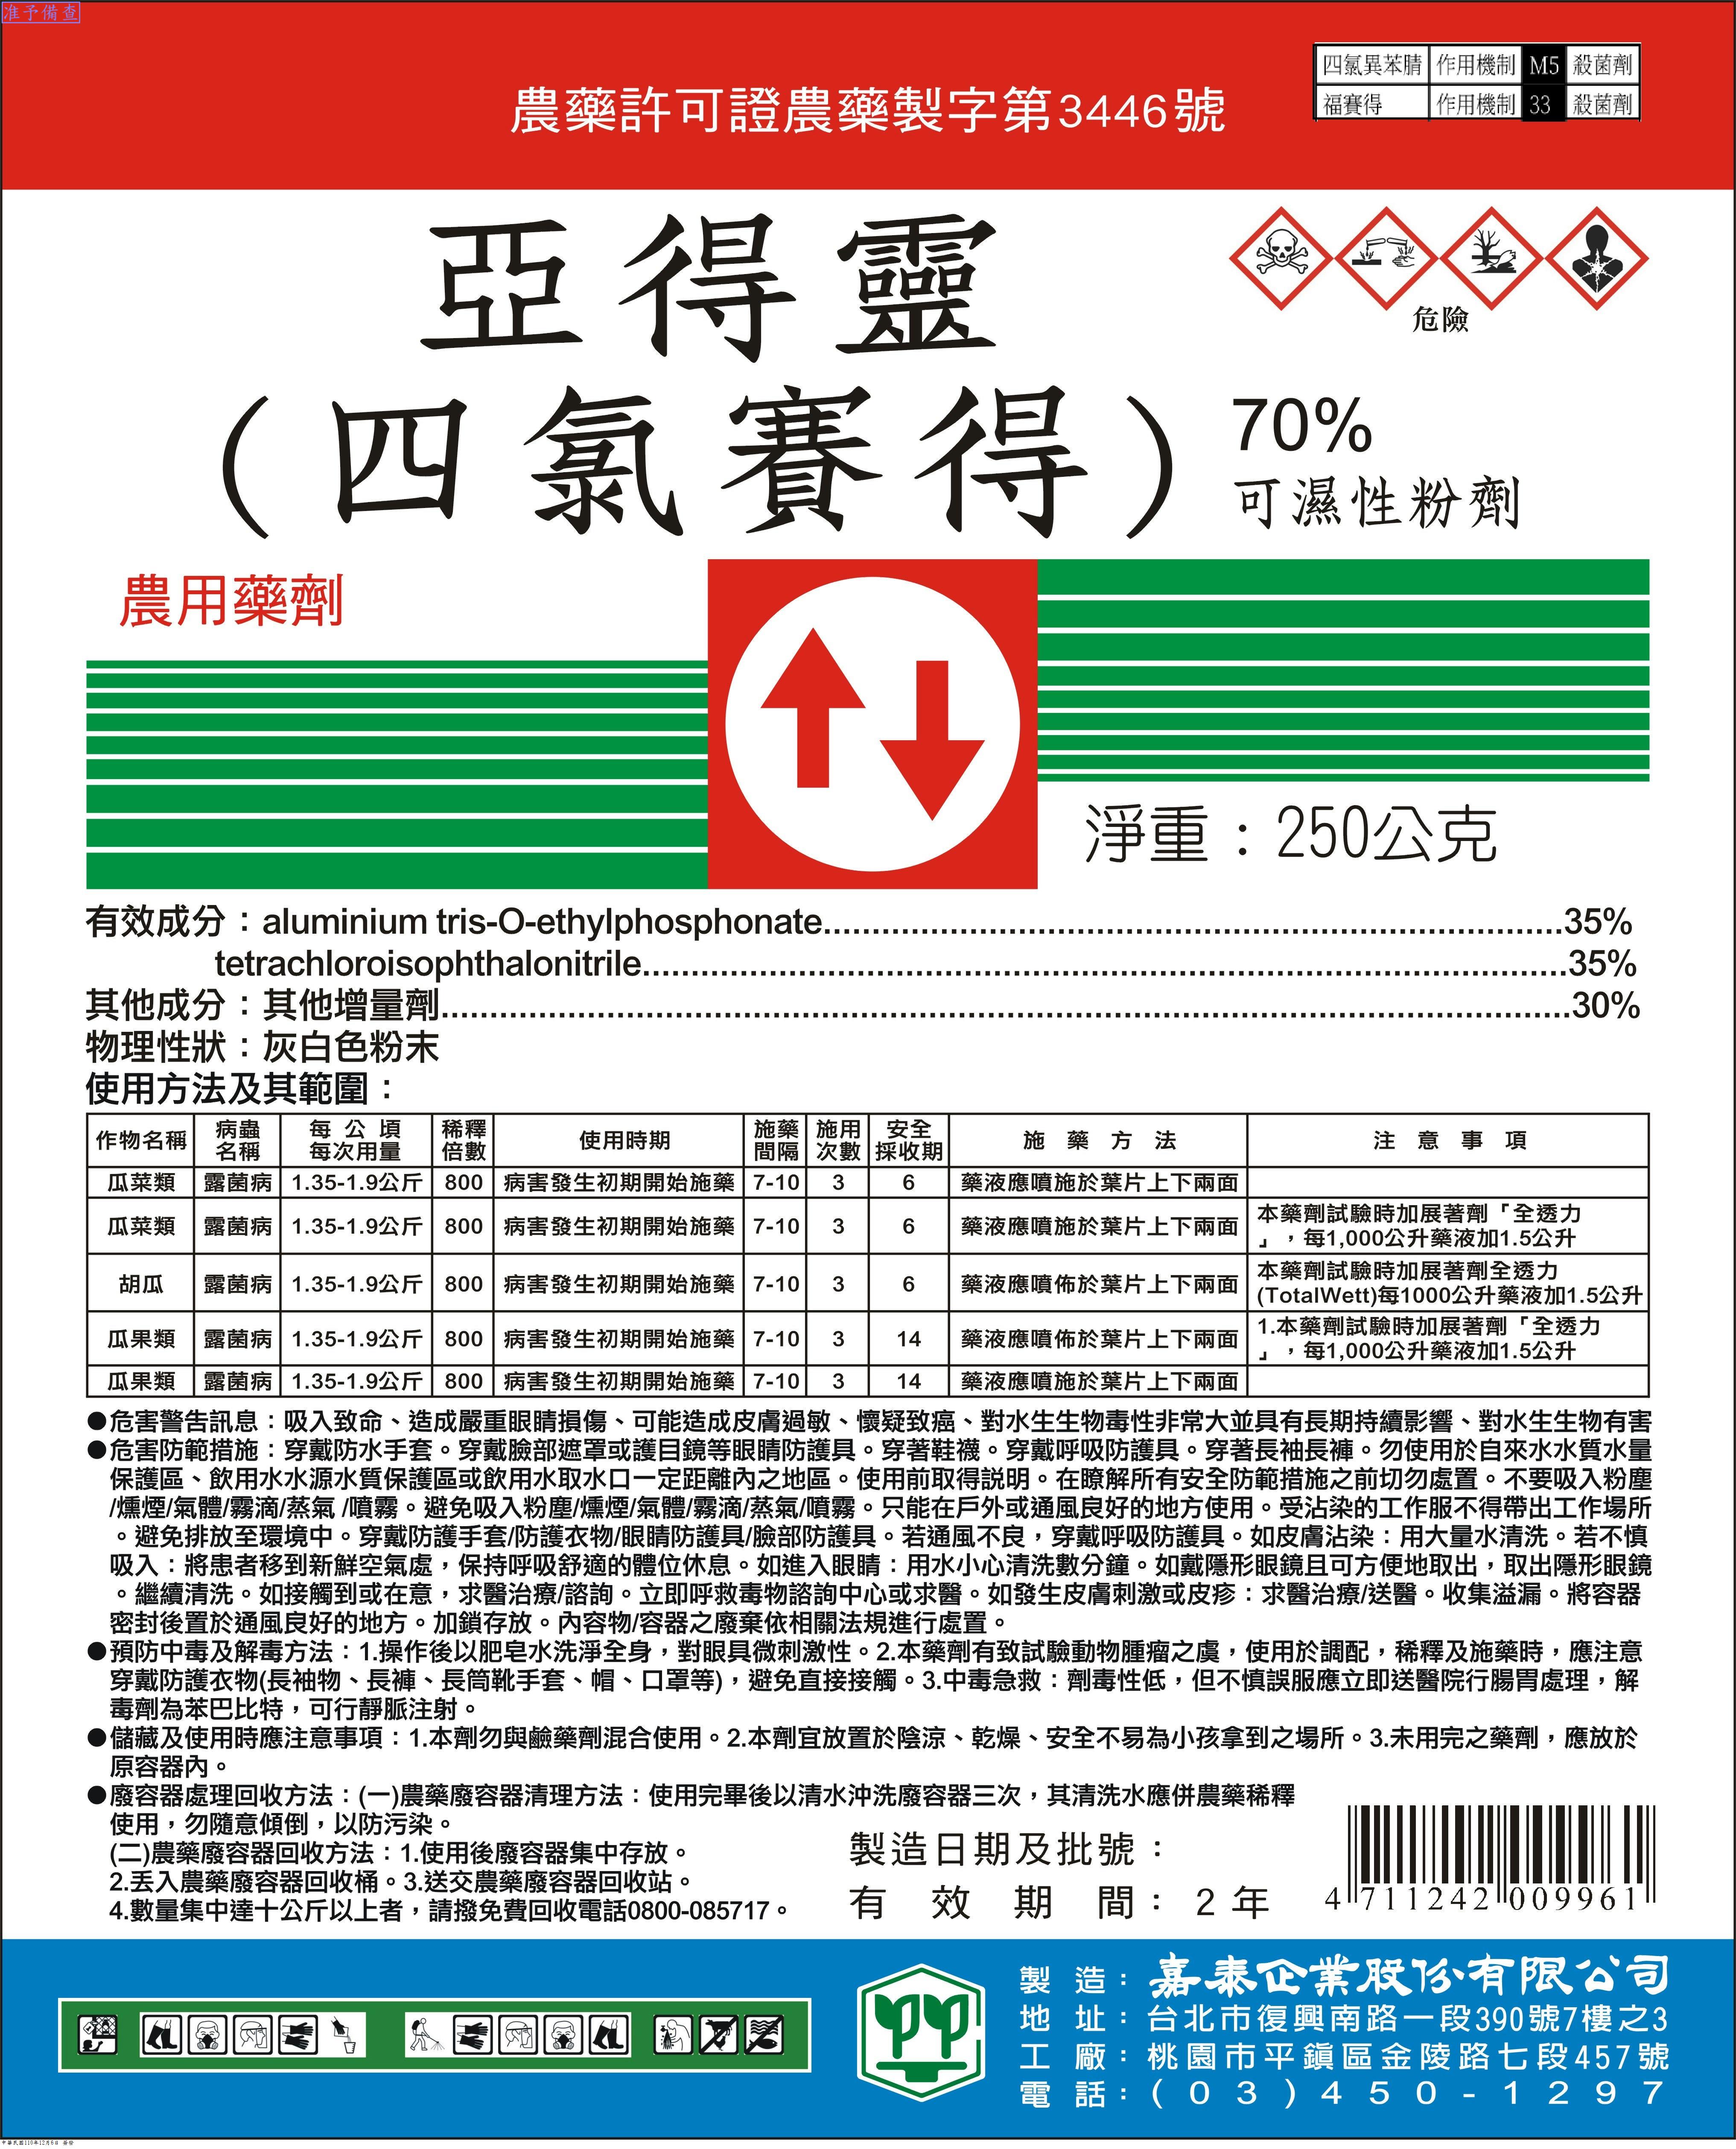 准予備查
四氯異苯腈 作用機制 M5 殺菌劑
福賽得 作用機制 33 殺菌劑
農藥許可證農藥製字第3446號
亞得靈
危險
(四氯賽得)
70%
可濕性粉劑
農用藥劑
淨重：250公克
有效成分：aluminium tris-O-ethylphosphonate..........35%
tetrachloroisophthalonitrile..........35%
其他成分：其他增量劑..........30%
物理性狀：灰白色粉末
使用方法及其範圍：
作物名稱 病蟲名稱 每公頃每次用量 稀釋倍數 使用時期 施藥間隔 施用次數 安全採收期 施藥方法 注意事項
瓜菜類 露菌病 1.35-1.9公斤 800 病害發生初期開始施藥 7-10 3 6 藥液應噴施於葉片上下兩面
瓜菜類 露菌病 1.35-1.9公斤 800 病害發生初期開始施藥 7-10 3 6 藥液應噴施於葉片上下兩面 本藥劑試驗時加展著劑「全透力」，每1,000公升藥液加1.5公升
胡瓜 露菌病 1.35-1.9公斤 800 病害發生初期開始施藥 7-10 3 6 藥液應噴佈於葉片上下兩面 本藥劑試驗時加展著劑全透力(TotalWett)每1000公升藥液加1.5公升
瓜果類 露菌病 1.35-1.9公斤 800 病害發生初期開始施藥 7-10 3 14 藥液應噴佈於葉片上下兩面 1.本藥劑試驗時加展著劑「全透力」，每1,000公升藥液加1.5公升
瓜果類 露菌病 1.35-1.9公斤 800 病害發生初期開始施藥 7-10 3 14 藥液應噴施於葉片上下兩面
●危害警告訊息：吸入致命、造成嚴重眼睛損傷、可能造成皮膚過敏、懷疑致癌、對水生生物毒性非常大並具有長期持續影響、對水生生物有害
●危害防範措施：穿戴防水手套。穿戴臉部遮罩或護目鏡等眼睛防護具。穿著鞋襪。穿戴呼吸防護具。穿著長袖長褲。勿使用於自來水水質水量
保護區、飲用水水源水質保護區或飲用水取水口一定距離內之地區。使用前取得說明。在瞭解所有安全防範措施之前切勿處置。不要吸入粉塵
/燻煙/氣體/霧滴/蒸氣 /噴霧。避免吸入粉塵/燻煙/氣體/霧滴/蒸氣/噴霧。只能在戶外或通風良好的地方使用。受沾染的工作服不得帶出工作場所
。避免排放至環境中。穿戴防護手套/防護衣物/眼睛防護具/臉部防護具。若通風不良，穿戴呼吸防護具。如皮膚沾染：用大量水清洗。若不慎
吸入：將患者移到新鮮空氣處，保持呼吸舒適的體位休息。如進入眼睛：用水小心清洗數分鐘。如戴隱形眼鏡且可方便地取出，取出隱形眼鏡
。繼續清洗。如接觸到或在意，求醫治療/諮詢。立即呼救毒物諮詢中心或求醫。如發生皮膚刺激或皮疹：求醫治療/送醫。收集溢漏。將容器
密封後置於通風良好的地方。加鎖存放。內容物/容器之廢棄依相關法規進行處置。
●預防中毒及解毒方法：1.操作後以肥皂水洗淨全身，對眼具微刺激性。2.本藥劑有致試驗動物腫瘤之虞，使用於調配，稀釋及施藥時，應注意
穿戴防護衣物(長袖物、長褲、長筒靴手套、帽、口罩等)，避免直接接觸。3.中毒急救：劑毒性低，但不慎誤服應立即送醫院行腸胃處理，解
毒劑為苯巴比特，可行靜脈注射。
●儲藏及使用時應注意事項：1.本劑勿與鹼藥劑混合使用。2.本劑宜放置於陰涼、乾燥、安全不易為小孩拿到之場所。3.未用完之藥劑，應放於
原容器內。
●廢容器處理回收方法：(一)農藥廢容器清理方法：使用完畢後以清水沖洗廢容器三次，其清洗水應併農藥稀釋
使用，勿隨意傾倒，以防污染。
(二)農藥廢容器回收方法：1.使用後廢容器集中存放。
2.丟入農藥廢容器回收桶。3.送交農藥廢容器回收站。
4.數量集中達十公斤以上者，請撥免費回收電話0800-085717。
製造日期及批號：
有效期間：2年
4 711242 009961
製造：嘉泰企業股份有限公司
地址：台北市復興南路一段390號7樓之3
工廠：桃園市平鎮區金陵路七段457號
電話：(03)450-1297
中華民國110年12月6日